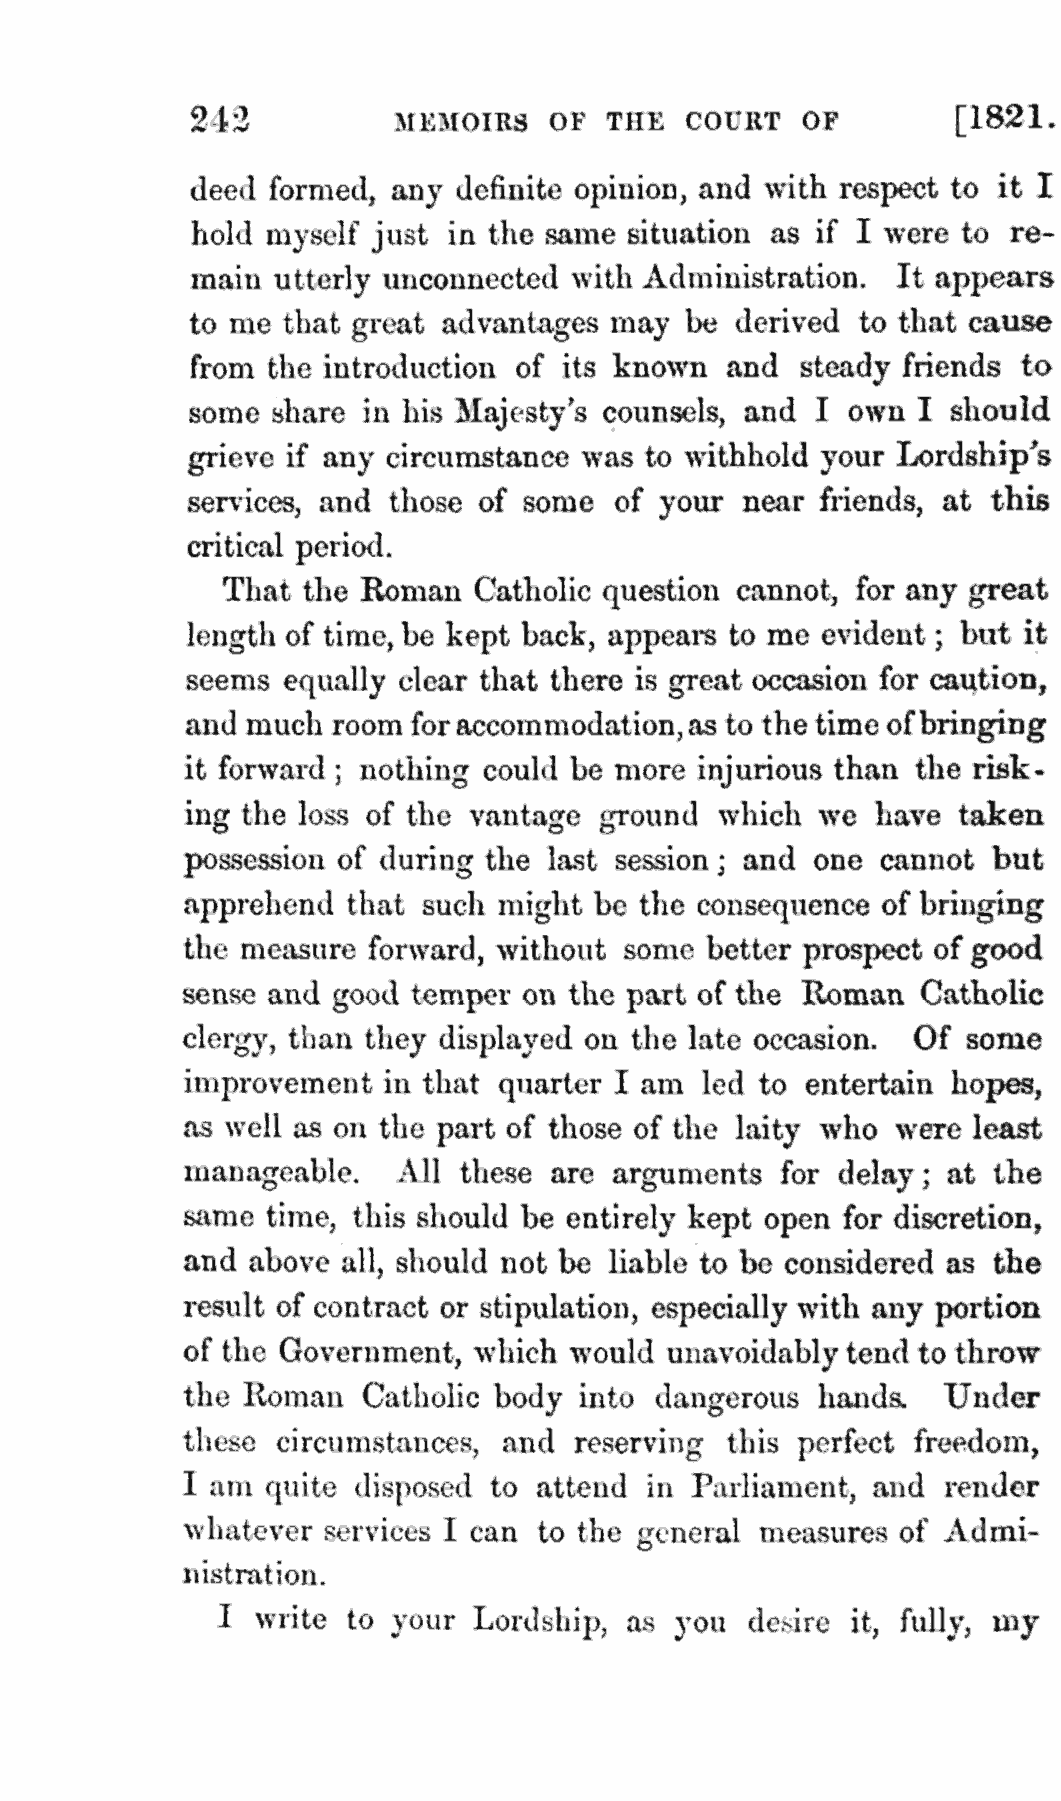 242 MEMOIRS OF THE COURT OF [1821.
deed formed, any definite opinion, and with respect to it I
hold myself just in the same situation as if I were to re-
main utterly unconnected with Administration. It appears
to me that great advantages may be derived to that cause
from the introduction of its known and steady friends to
some share in his Majesty's counsels, and I own I should
grieve if any circumstance was to withhold your Lordship's
services, and those of some of your near friends, at this
critical period.
That the Roman Catholic question cannot, for any great
length of time, be kept back, appears to me evident; but it
seems equally clear that there is great occasion for caution,
and much room for accommodation, as to the time of bringing
it forward; nothing could be more injurious than the risk-
ing the loss of the vantage ground which we have taken
possession of during the last session; and one cannot but
apprehend that such might be the consequence of bringing
the measure forward, without some better prospect of good
sense and good temper on the part of the Roman Catholic
clergy, than they displayed on the late occasion. Of some
improvement in that quarter I am led to entertain hopes,
as well as on the part of those of the laity who were least
manageable. All these are arguments for delay; at the
same time, this should be entirely kept open for discretion,
and above all, should not be liable to be considered as the
result of contract or stipulation, especially with any portion
of the Government, which would unavoidably tend to throw
the Roman Catholic body into dangerous hands. Under
these circumstances, and reserving this perfect freedom,
I am quite disposed to attend in Parliament, and render
whatever services I can to the general measures of Admi-
nistration.
I write to your Lordship, as you desire it, fully, my